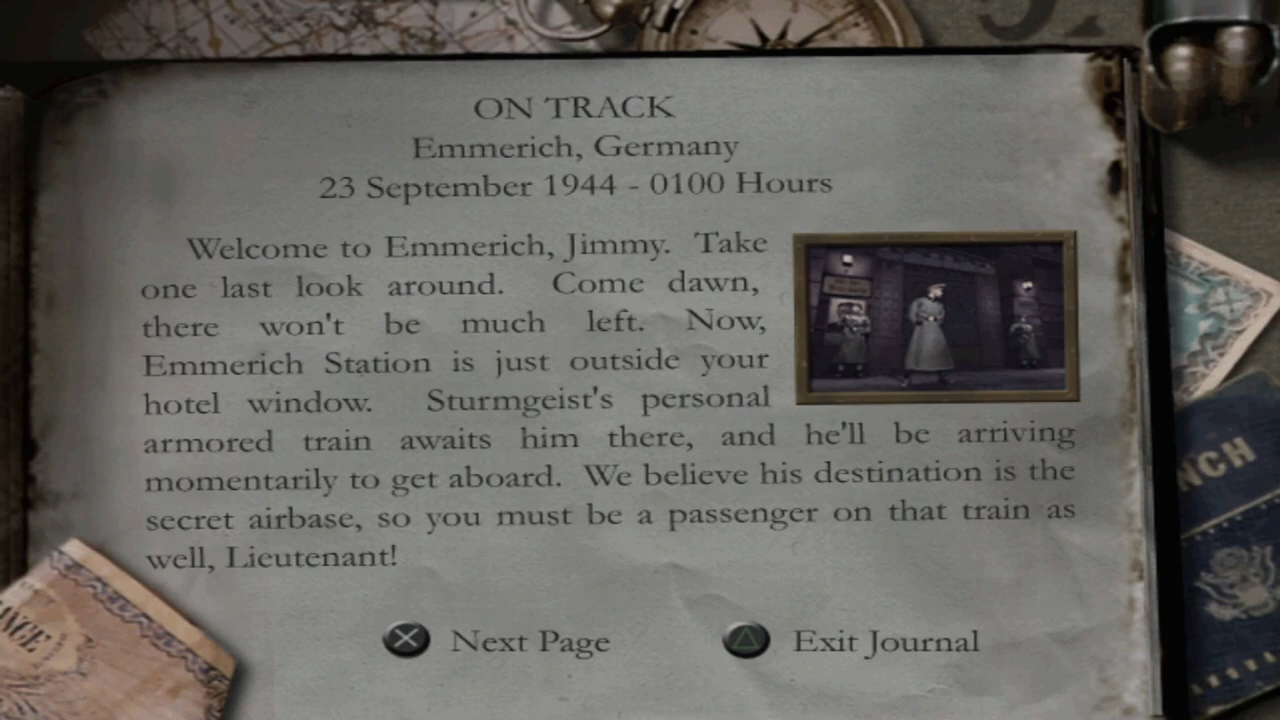 ON TRACK
Emmerich, Germany
23 September 1944 - 0100 Hours
Welcome to Emmerich, Jimmy. Take
one last look around. Come dawn,
there won't be much left. Now,
Emmerich Station is just outside your
hotel window. Sturmgeist's personal
armored train awaits him there, and he'll be arriving
momentarily to get aboard. We believe his destination is the
secret airbase, so you must be a passenger on that train as
well, Lieutenant!
Next Page
Exit Journal